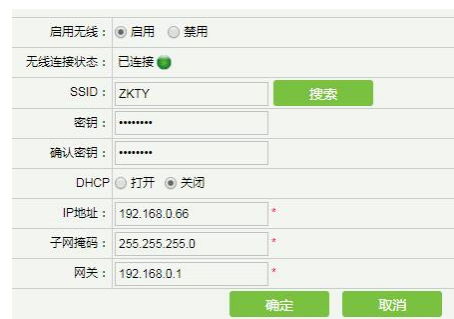 启用无线： 启用 禁用
无线连接状态： 已连接
SSID： ZKTY 搜索
密钥： ••••••••
确认密钥： ••••••••
DHCP 打开 关闭
IP地址： 192.168.0.66 *
子网掩码： 255.255.255.0 *
网关： 192.168.0.1 *
确定 取消